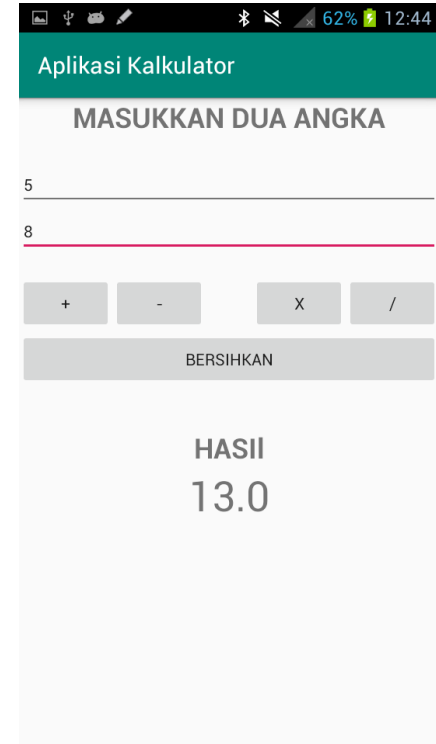 62% 12:44
Aplikasi Kalkulator
MASUKKAN DUA ANGKA
5
8
+ - X /
BERSIHKAN
HASIl
13.0